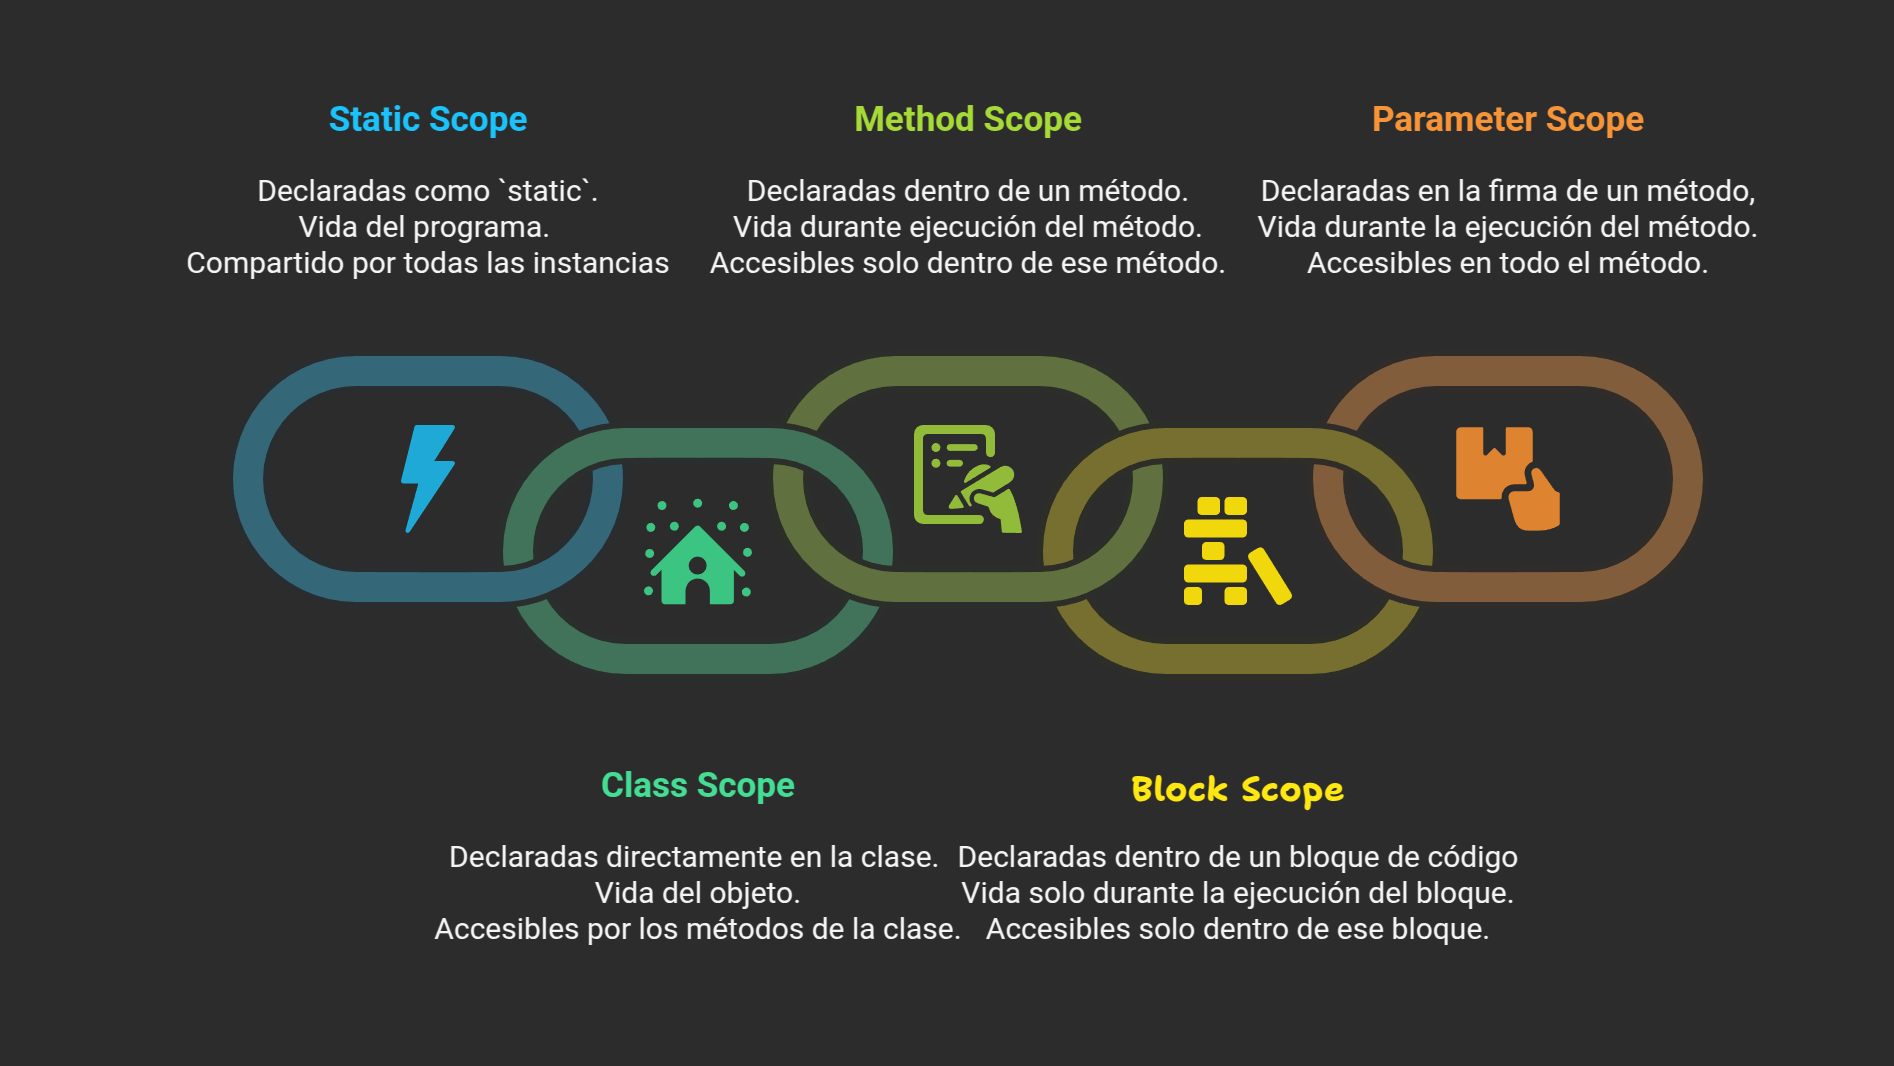 Static Scope
Declaradas como `static`.
Vida del programa.
Compartido por todas las instancias
Method Scope
Declaradas dentro de un método.
Vida durante ejecución del método.
Accesibles solo dentro de ese método.
Parameter Scope
Declaradas en la firma de un método,
Vida durante la ejecución del método.
Accesibles en todo el método.
Class Scope
Declaradas directamente en la clase.
Vida del objeto.
Accesibles por los métodos de la clase.
Block Scope
Declaradas dentro de un bloque de código
Vida solo durante la ejecución del bloque.
Accesibles solo dentro de ese bloque.